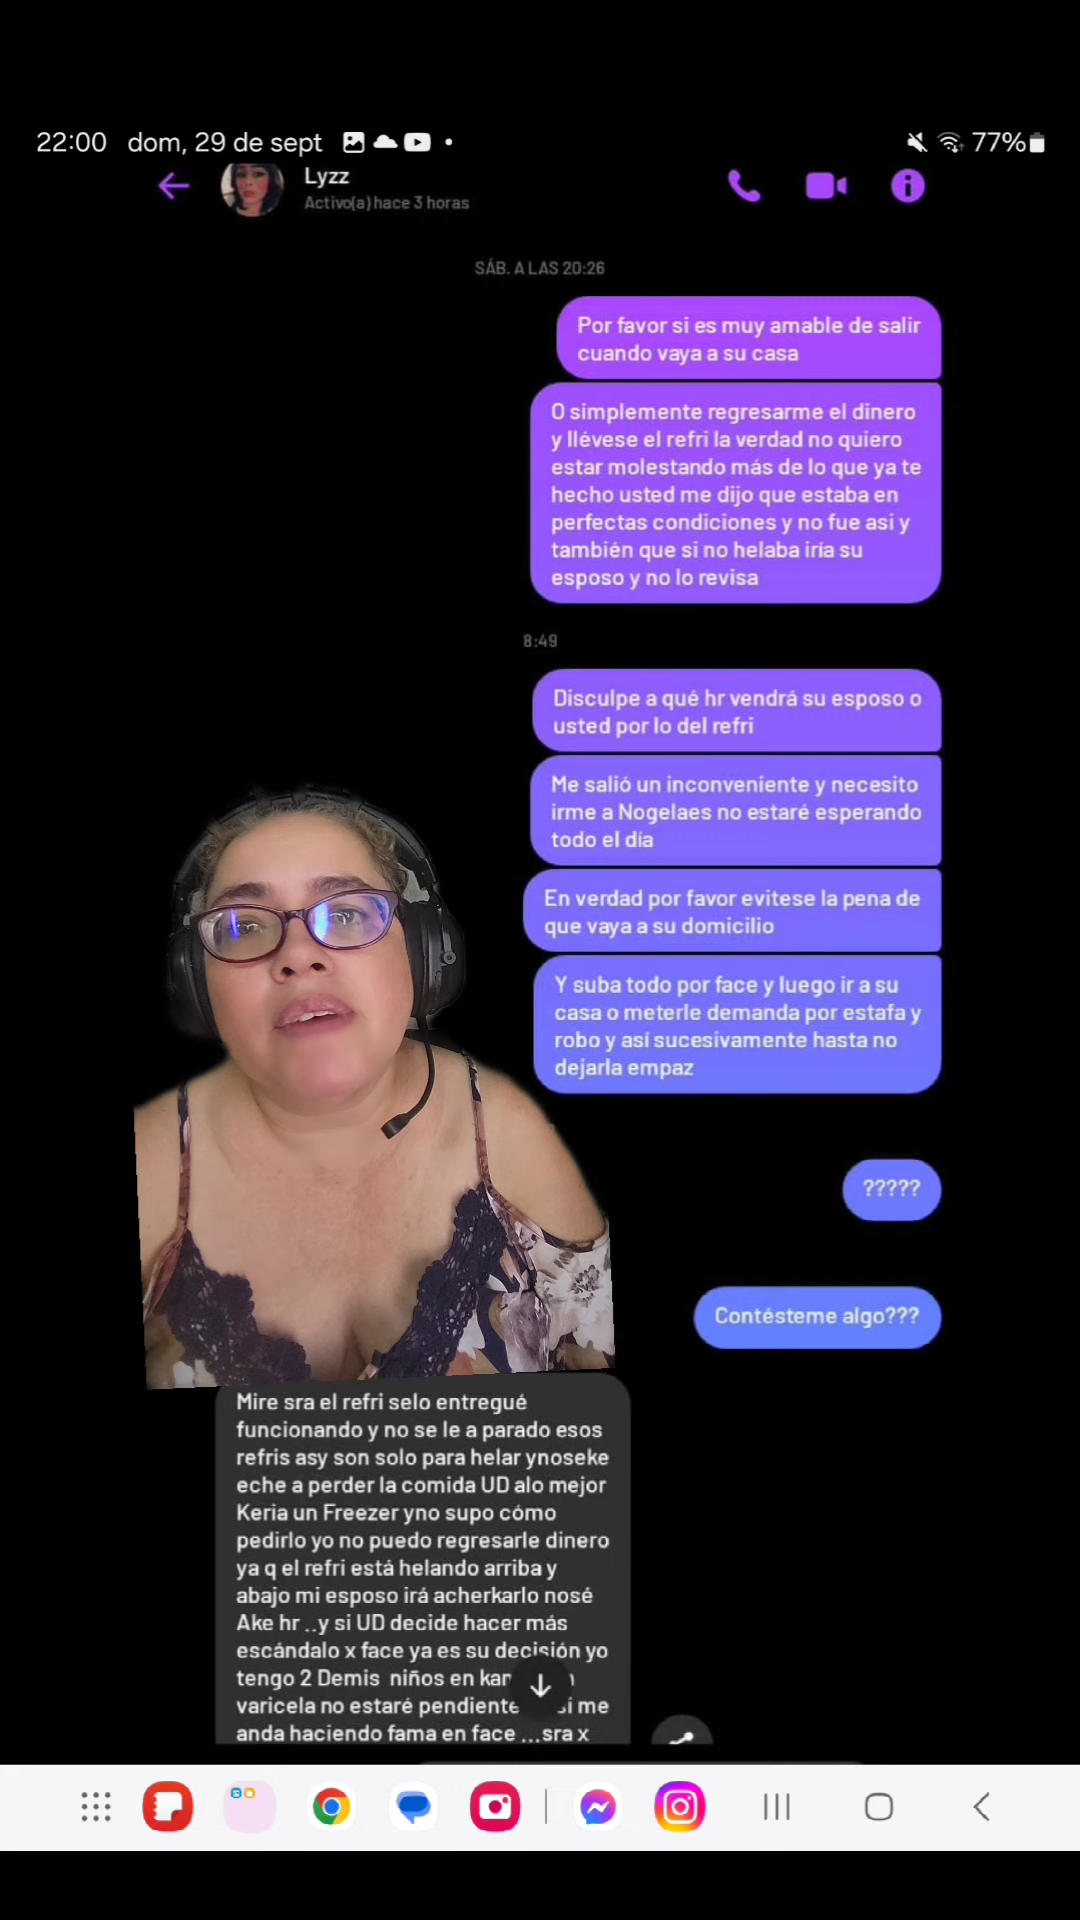 22:00 dom, 29 de sept
77%
Lyzz
Activo(a) hace 3 horas
SÁB. A LAS 20:26
Por favor si es muy amable de salir
cuando vaya a su casa
O simplemente regresarme el dinero
y llévese el refri la verdad no quiero
estar molestando más de lo que ya te
hecho usted me dijo que estaba en
perfectas condiciones y no fue asi y
también que si no helaba iría su
esposo y no lo revisa
8:49
Disculpe a qué hr vendrá su esposo o
usted por lo del refri
Me salió un inconveniente y necesito
irme a Nogelaes no estaré esperando
todo el día
En verdad por favor evitese la pena de
que vaya a su domicilio
Y suba todo por face y luego ir a su
casa o meterle demanda por estafa y
robo y así sucesivamente hasta no
dejarla empaz
?????
Contésteme algo???
Mire sra el refri selo entregué
funcionando y no se le a parado esos
refris asy son solo para helar ynoseke
eche a perder la comida UD alo mejor
Keria un Freezer yno supo cómo
pedirlo yo no puedo regresarle dinero
ya q el refri está helando arriba y
abajo mi esposo irá acherkarlo nosé
Ake hr ..y si UD decide hacer más
escándalo x face ya es su decisión yo
tengo 2 Demis niños en
varicela no estaré pendiente me
anda haciendo fama en face ...sra x